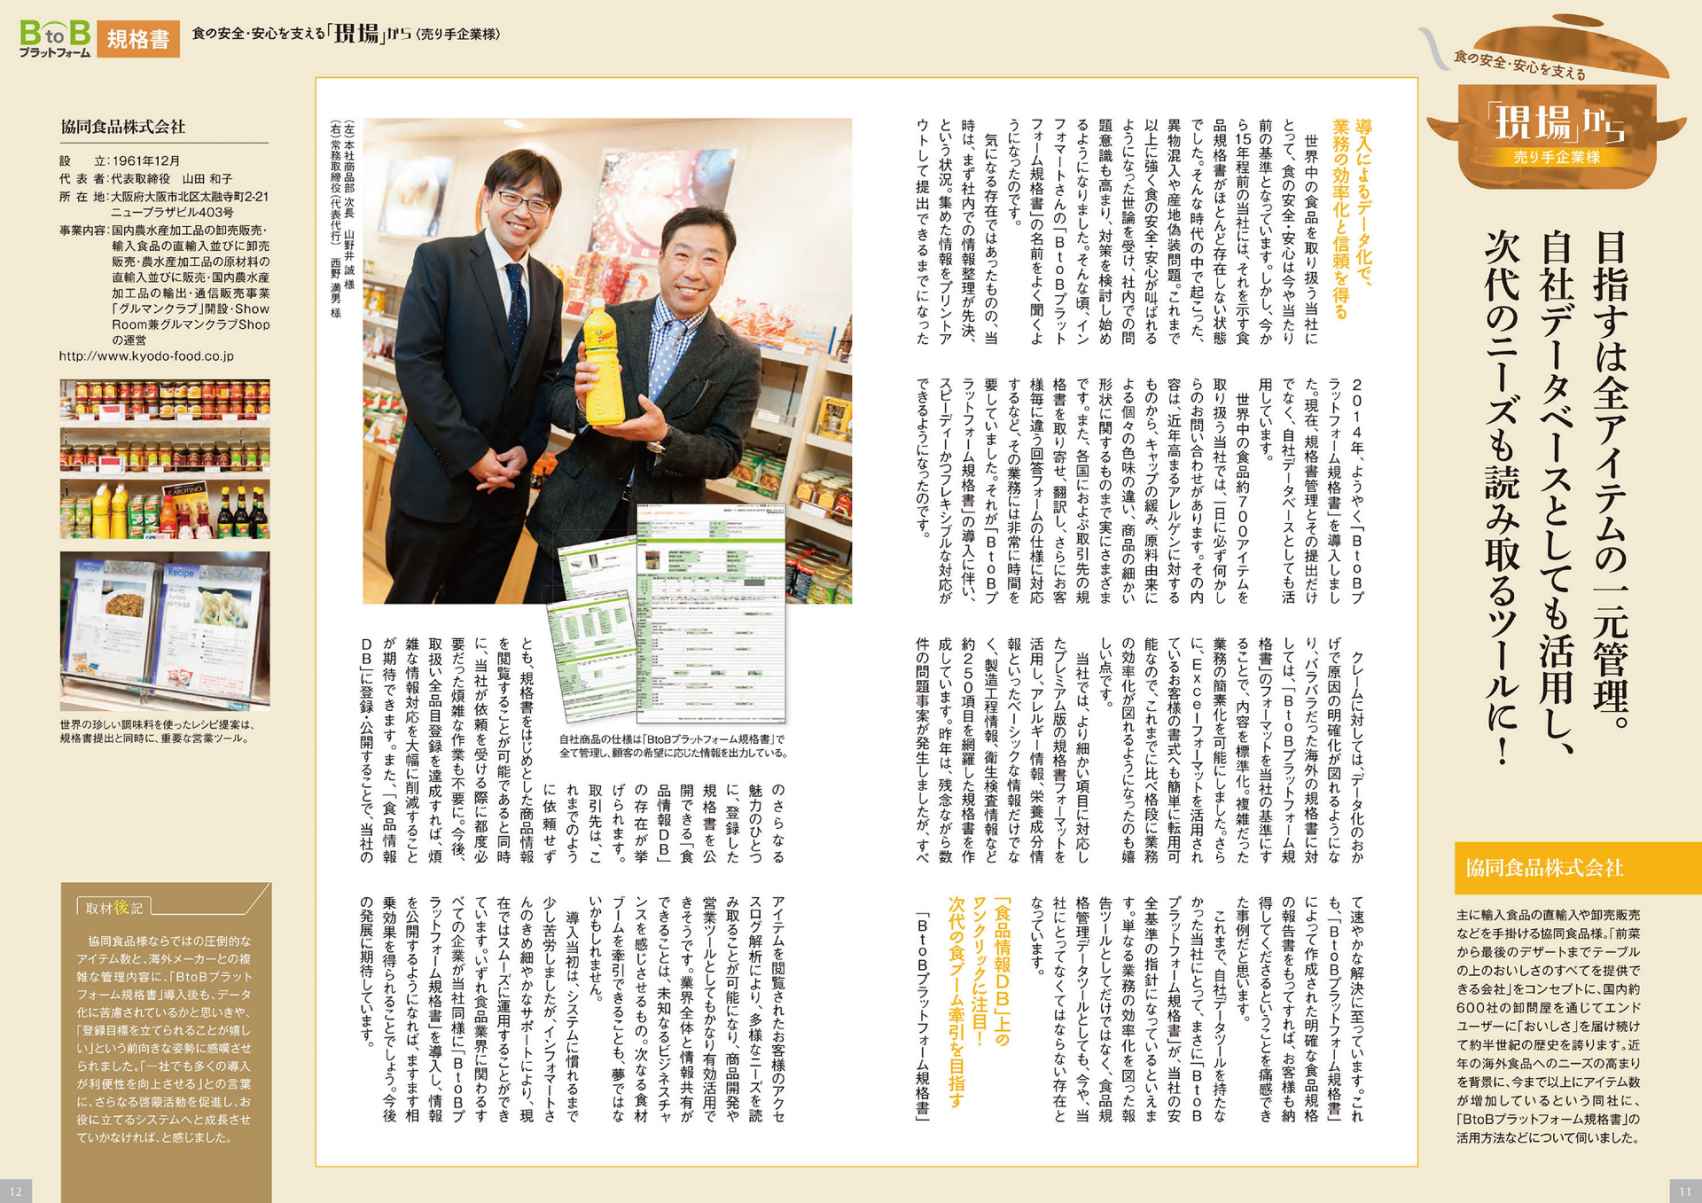 BtoB
プラットフォーム
規格書
食の安全・安心を支える「現場」から〈売り手企業様〉
食の安全・安心を支える
「現場」から
売り手企業様
目指すは全アイテムの一元管理。
自社データベースとしても活用し、
次代のニーズも読み取るツールに！
協同食品株式会社
主に輸入食品の直輸入や卸売販売
などを手掛ける協同食品様。「前菜
から最後のデザートまでテーブル
の上のおいしさのすべてを提供で
きる会社」をコンセプトに、国内約
600社の卸問屋を通じてエンド
ユーザーに「おいしさ」を届け続け
て約半世紀の歴史を誇ります。近
年の海外食品へのニーズの高まり
を背景に、今まで以上にアイテム数
が増加しているという同社に、
「BtoBプラットフォーム規格書」の
活用方法などについて伺いました。
導入によるデータ化で、
業務の効率化と信頼を得る
世界中の食品を取り扱う当社に
とって、食の安全・安心は今や当たり
前の基準となっています。しかし、今か
ら15年程前の当社には、それを示す食
品規格書がほとんど存在しない状態
でした。そんな時代の中で起こった、
異物混入や産地偽装問題。これまで
以上に強く食の安全・安心が叫ばれる
ようになった世論を受け、社内での問
題意識も高まり、対策を検討し始め
るようになりました。そんな頃、イン
フォマートさんの「BtoBプラット
フォーム規格書」の名前をよく聞くよ
うになったのです。
気になる存在ではあったものの、当
時は、まず社内での情報整理が先決、
という状況。集めた情報をプリントア
ウトして提出できるまでになった
2014年、ようやく「BtoBプ
ラットフォーム規格書」を導入しまし
た。現在、規格書管理とその提出だけ
でなく、自社データベースとしても活
用しています。
世界中の食品約700アイテムを
取り扱う当社では、一日に必ず何かし
らのお問い合わせがあります。その内
容は、近年高まるアレルゲンに対する
ものから、キャップの緩み、原料由来に
よる個々の色味の違い、商品の細かい
形状に関するものまで実にさまざま
です。また、各国におよぶ取引先の規
格書を取り寄せ、翻訳し、さらにお客
様毎に違う回答フォームの仕様に対応
するなど、その業務には非常に時間を
要していました。それが「BtoBプ
ラットフォーム規格書」の導入に伴い、
スピーディーかつフレキシブルな対応が
できるようになったのです。
クレームに対しては、データ化のおか
げで原因の明確化が図れるようにな
り、バラバラだった海外の規格書に対
しては、「BtoBプラットフォーム規
格書」のフォーマットを当社の基準にす
ることで、内容を標準化。複雑だった
業務の簡素化を可能にしました。さら
に、Excelフォーマットを活用され
ているお客様の書式へも簡単に転用可
能なので、これまでに比べ格段に業務
の効率化が図れるようになったのも嬉
しい点です。
当社では、より細かい項目に対応し
たプレミアム版の規格書フォーマットを
活用し、アレルギー情報、栄養成分情
報といったベーシックな情報だけでな
く、製造工程情報、衛生検査情報など
約250項目を網羅した規格書を作
成しています。昨年は、残念ながら数
件の問題事案が発生しましたが、すべ
て速やかな解決に至っています。これ
も、「BtoBプラットフォーム規格書」
によって作成された明確な食品規格
の報告書をもってすれば、お客様も納
得してくださるということを痛感でき
た事例だと思います。
これまで、自社データツールを持たな
かった当社にとって、まさに「BtoB
プラットフォーム規格書」が、当社の安
全基準の指針になっているといえま
す。単なる業務の効率化を図った報
告ツールとしてだけではなく、食品規
格管理データツールとしても、今や、当
社にとってなくてはならない存在と
なっています。
「食品情報DB」上の
ワンクリックに注目！
次代の食ブーム牽引を目指す
「BtoBプラットフォーム規格書」
のさらなる
魅力のひとつ
に、登録した
規格書を公
開できる「食
品情報DB」
の存在が挙
げられます。
取引先は、こ
れまでのよう
に依頼せず
とも、規格書をはじめとした商品情報
を閲覧することが可能であると同時
に、当社が依頼を受ける際に都度必
要だった煩雑な作業も不要に。今後、
取扱い全品目登録を達成すれば、煩
雑な情報対応を大幅に削減すること
が期待できます。また、「食品情報
DB」に登録・公開することで、当社の
アイテムを閲覧されたお客様のアクセ
スログ解析により、多様なニーズを読
み取ることが可能になり、商品開発や
営業ツールとしてもかなり有効活用で
きそうです。業界全体と情報共有が
できることは、未知なるビジネスチャ
ンスを感じさせるもの。次なる食材
ブームを牽引できることも、夢ではな
いかもしれません。
導入当初は、システムに慣れるまで
少し苦労しましたが、インフォマートさ
んのきめ細やかなサポートにより、現
在ではスムーズに運用することができ
ています。いずれ食品業界に関わるす
べての企業が当社同様に「BtoBプ
ラットフォーム規格書」を導入し、情報
を公開するようになれば、ますます相
乗効果を得られることでしょう。今後
の発展に期待しています。
(左)本社商品部 次長 山野井 誠 様
(右)常務取締役(代表代行) 西野 満男 様
自社商品の仕様は「BtoBプラットフォーム規格書」で
全て管理し、顧客の希望に応じた情報を出力している。
協同食品株式会社
設 立：1961年12月
代表者：代表取締役 山田 和子
所在地：大阪府大阪市北区太融寺町2-21
ニュープラザビル403号
事業内容：国内農水産加工品の卸売販売・
輸入食品の直輸入並びに卸売
販売・農水産加工品の原材料の
直輸入並びに販売・国内農水産
加工品の輸出・通信販売事業
「グルマンクラブ」開設・Show
Room兼グルマンクラブShop
の運営
http://www.kyodo-food.co.jp
Recipe
Recipe
世界の珍しい調味料を使ったレシピ提案は、
規格書提出と同時に、重要な営業ツール。
取材後記
協同食品様ならではの圧倒的な
アイテム数と、海外メーカーとの複
雑な管理内容に、「BtoBプラット
フォーム規格書」導入後も、データ
化に苦慮されているかと思いきや、
「登録目標を立てられることが嬉し
い」という前向きな姿勢に感嘆させ
られました。「一社でも多くの導入
が利便性を向上させる」との言葉
に、さらなる啓蒙活動を促進し、お
役に立てるシステムへと成長させ
ていかなければ、と感じました。
12
11